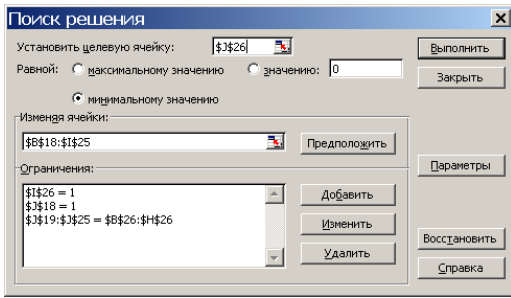 Поиск решения
Установить целевую ячейку: $J$26 Выполнить
Равной: максимальному значению значению: 0 Закрыть
минимальному значению
Изменяя ячейки:
$B$18:$I$25 Предположить
Ограничения: Параметры
$I$26 = 1 Добавить
$J$18 = 1
$J$19:$J$25 = $B$26:$H$26 Изменить
Восстановить
Удалить
Справка